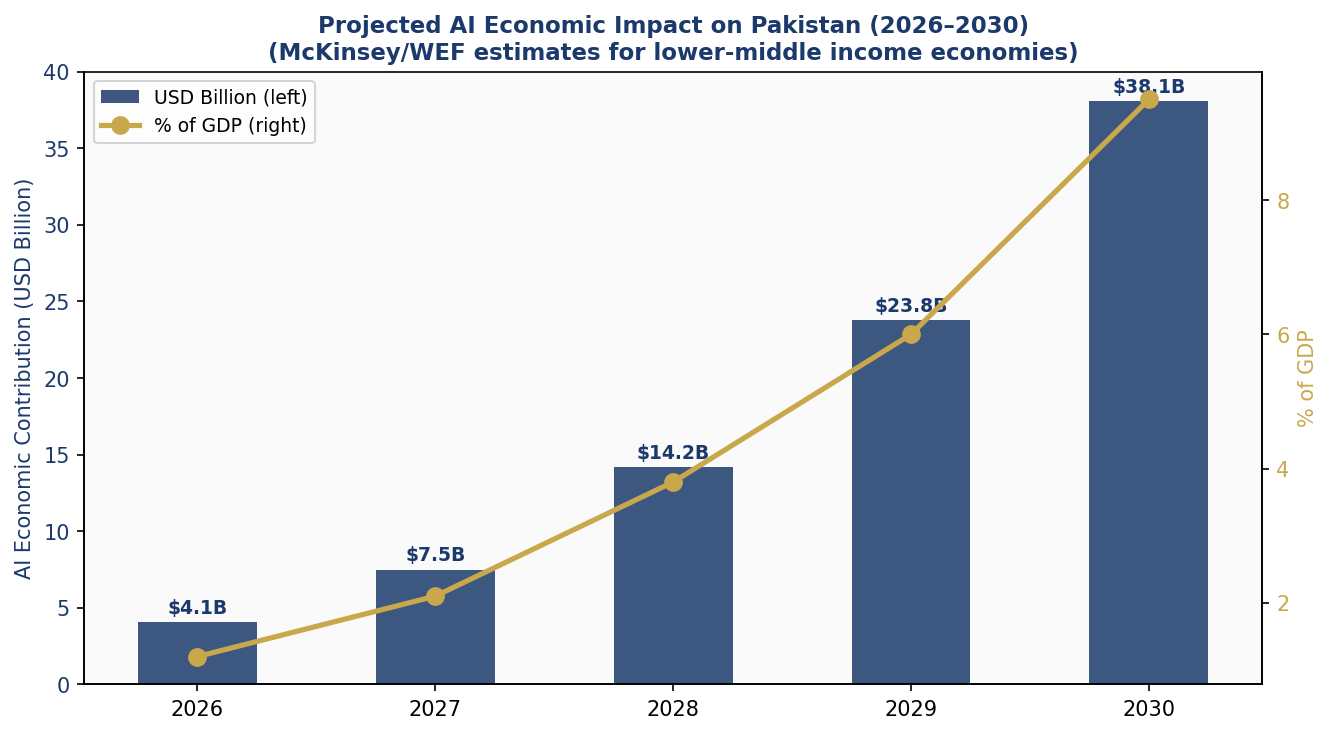 Projected AI Economic Impact on Pakistan (2026–2030)
(McKinsey/WEF estimates for lower-middle income economies)
USD Billion (left)
% of GDP (right)
AI Economic Contribution (USD Billion)
40
35
30
25
20
15
10
5
0
$4.1B
$7.5B
$14.2B
$23.8B
$38.1B
8
6
4
2
% of GDP
2026 2027 2028 2029 2030